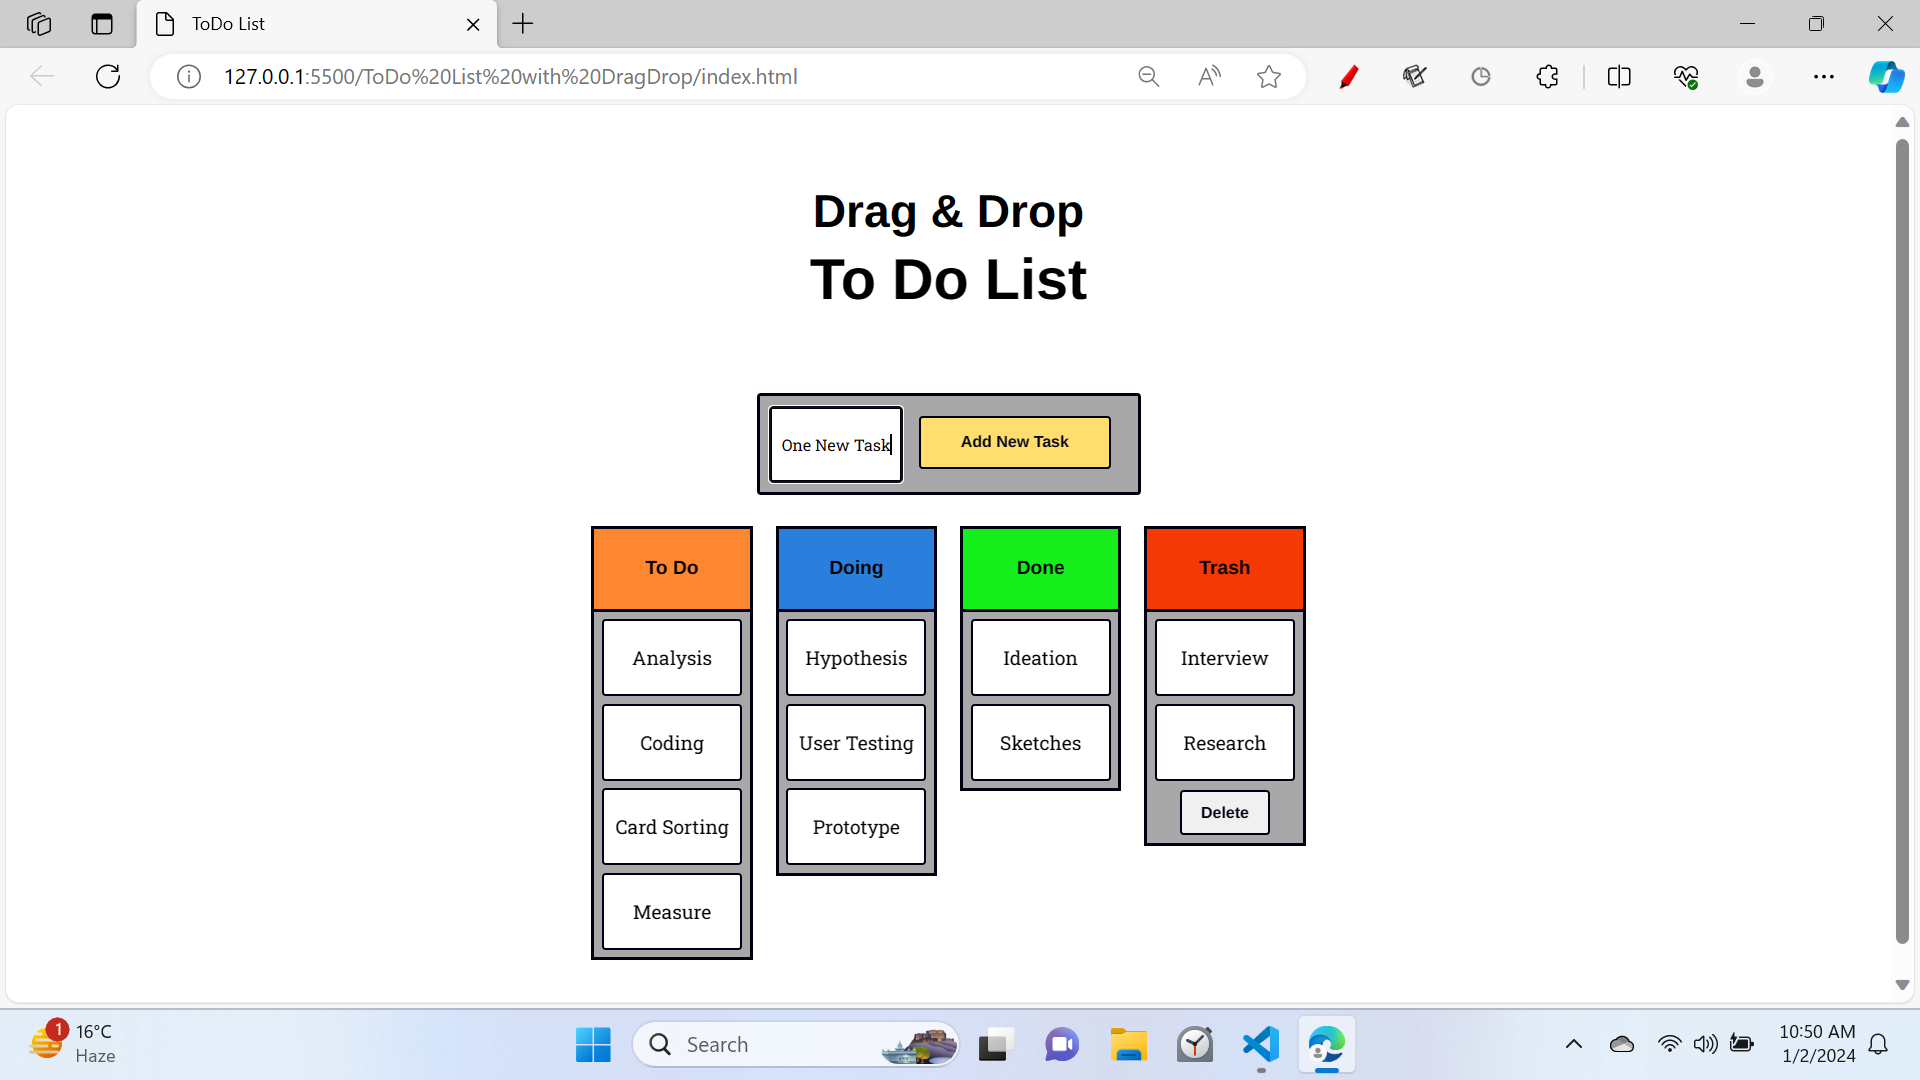 ToDo List
127.0.0.1:5500/ToDo%20List%20with%20DragDrop/index.html
Drag & Drop
To Do List
One New Task
Add New Task
To Do
Doing
Done
Trash
Analysis
Hypothesis
Ideation
Interview
Coding
User Testing
Sketches
Research
Card Sorting
Prototype
Delete
Measure
1
16°C
Haze
Search
10:50 AM
1/2/2024